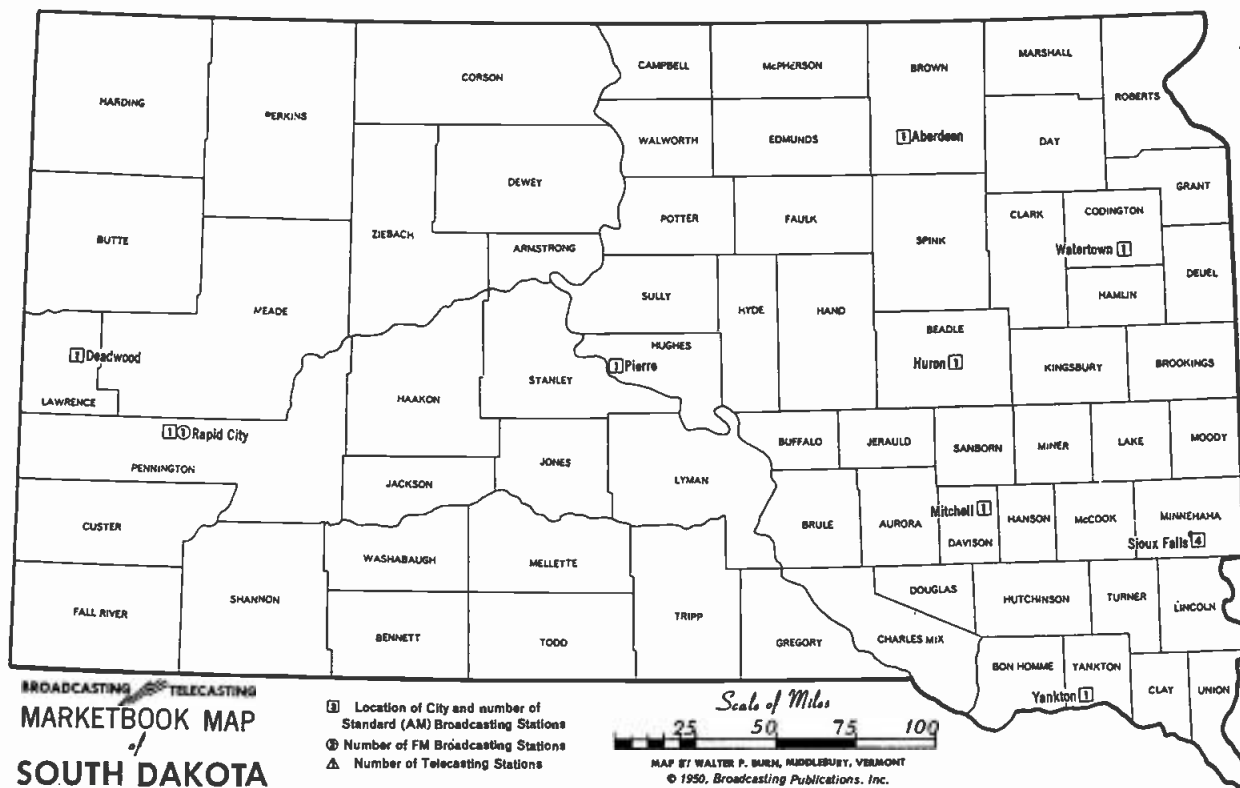 MARSHALL
CORSON
CAMPBELL
McPHERSON
BROWN
HARDING
PERKINS
ROBERTS
WALWORTH
EDMUNDS
1 Aberdeen
DAY
DEWEY
GRANT
POTTER
FAULK
CLARK
CODINGTON
BUTTE
ZIEBACH
ARMSTRONG
SPINK
Watertown 1
DEUEL
SULLY
HYDE
HAND
HAMLIN
MEADE
BEADLE
Deadwood
HUGHES
1 Pierre
Huron 1
KINGSBURY
BROOKINGS
STANLEY
LAWRENCE
HAAKON
1 1 Rapid City
BUFFALO
JERAULD
SANBORN
MINER
LAKE
MOODY
PENNINGTON
JONES
JACKSON
LYMAN
CUSTER
Mitchell 1
BRULE
AURORA
HANSON
McCOOK
MINNEHAHA
DAVISON
Sioux Falls 4
WASHABAUGH
MELLETTE
DOUGLAS
SHANNON
HUTCHINSON
TURNER
LINCOLN
FALL RIVER
TRIPP
BENNETT
TODD
GREGORY
CHARLES MIX
BON HOMME
YANKTON
CLAY
UNION
Yankton 1
BROADCASTING TELECASTING
MARKETBOOK MAP
of
SOUTH DAKOTA
Location of City and number of
Standard (AM) Broadcasting Stations
Number of FM Broadcasting Stations
Number of Telecasting Stations
Scale of Miles
25 50 75 100
MAP BY WALTER P. BURN, MIDDLEBURY, VERMONT
© 1950, Broadcasting Publications, Inc.